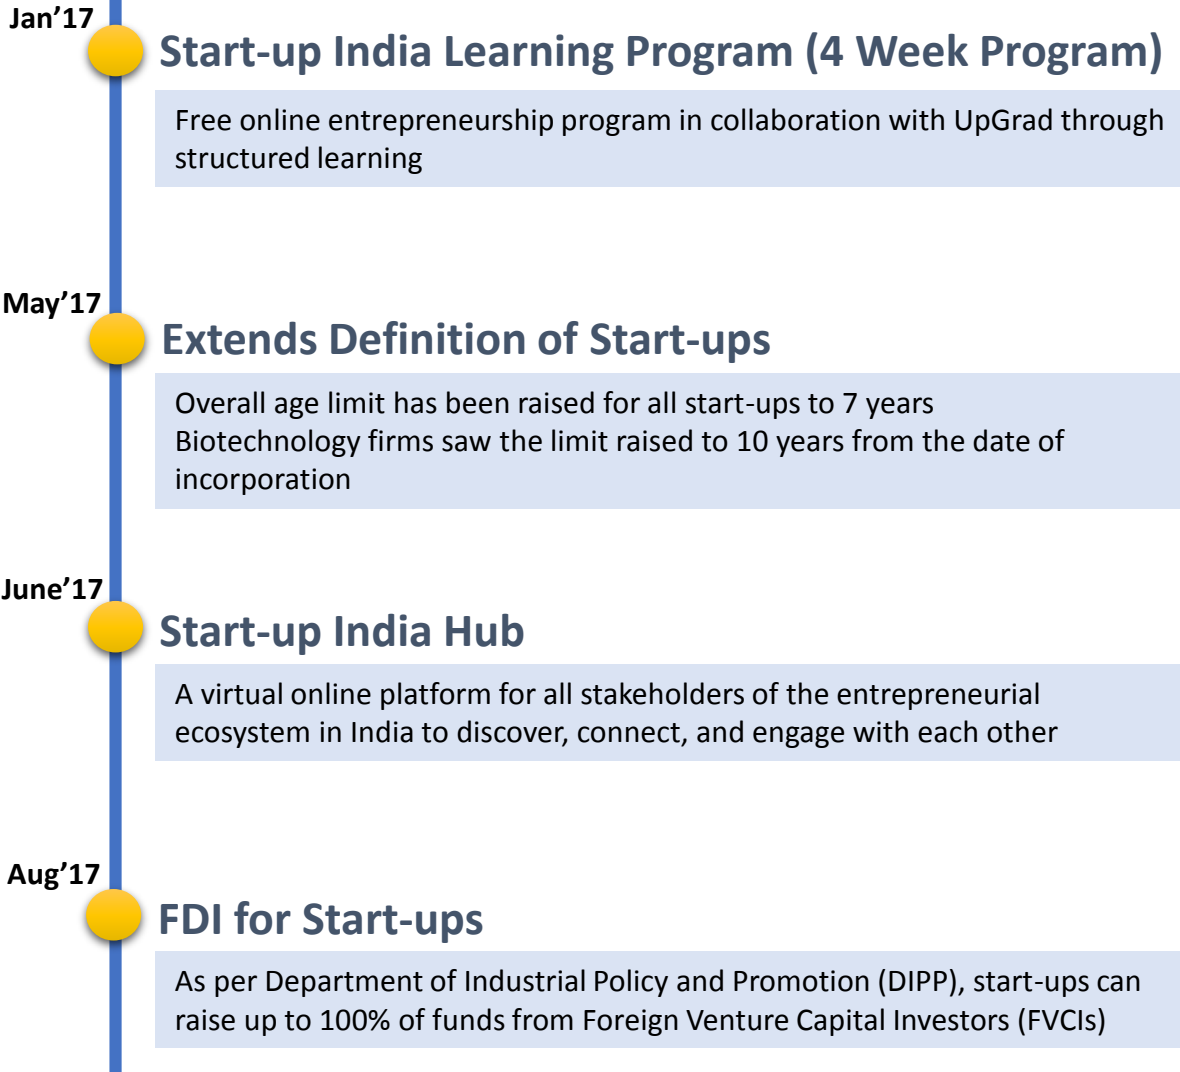 Jan’17
Start-up India Learning Program (4 Week Program)
Free online entrepreneurship program in collaboration with UpGrad through
structured learning
May’17
Extends Definition of Start-ups
Overall age limit has been raised for all start-ups to 7 years
Biotechnology firms saw the limit raised to 10 years from the date of
incorporation
June’17
Start-up India Hub
A virtual online platform for all stakeholders of the entrepreneurial
ecosystem in India to discover, connect, and engage with each other
Aug’17
FDI for Start-ups
As per Department of Industrial Policy and Promotion (DIPP), start-ups can
raise up to 100% of funds from Foreign Venture Capital Investors (FVCIs)